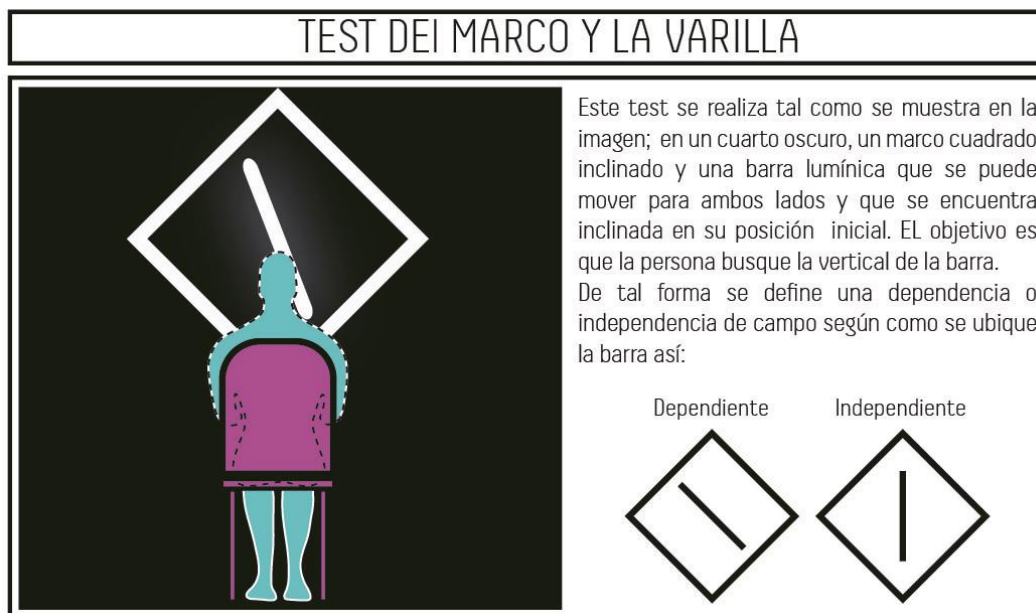 TEST DEl MARCO Y LA VARILLA
Este test se realiza tal como se muestra en la
imagen; en un cuarto oscuro, un marco cuadrado
inclinado y una barra lumínica que se puede
mover para ambos lados y que se encuentra
inclinada en su posición inicial. EL objetivo es
que la persona busque la vertical de la barra.
De tal forma se define una dependencia o
independencia de campo según como se ubique
la barra así:
Dependiente Independiente